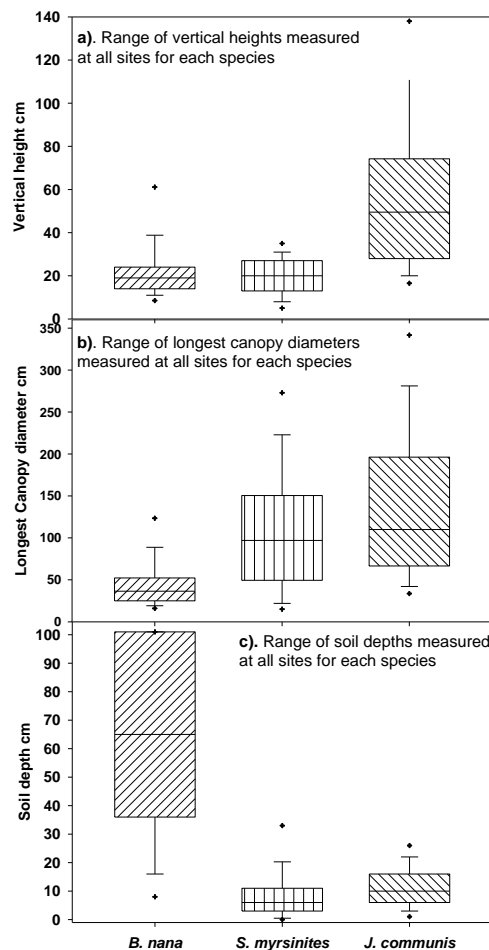 140
120
100
80
60
40
20
0
Vertical height cm
a). Range of vertical heights measured
at all sites for each species
350
300
250
200
150
100
50
0
Longest Canopy diameter cm
b). Range of longest canopy diameters
measured at all sites for each species
100
90
80
70
60
50
40
30
20
10
0
Soil depth cm
c). Range of soil depths measured
at all sites for each species
B. nana S. myrsinites J. communis